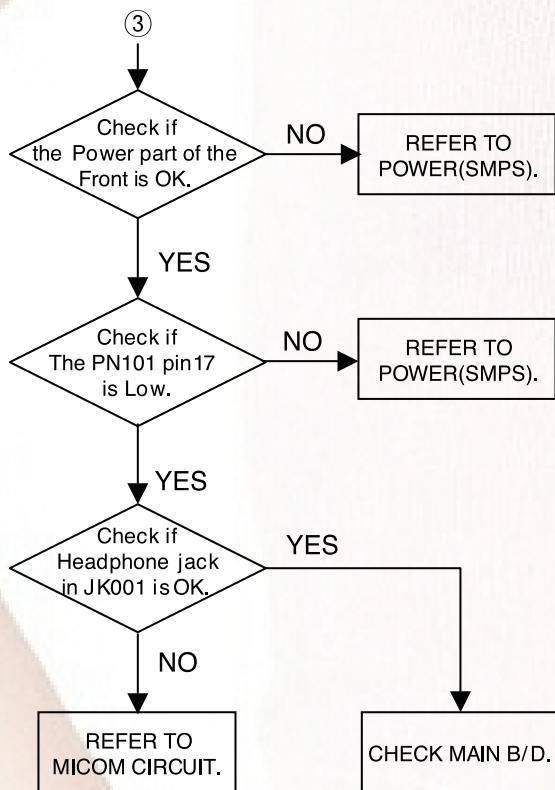 ③
Check if
the Power part of the
Front is OK.
NO
REFER TO
POWER(SMPS).
YES
Check if
The PN101 pin17
is Low.
NO
REFER TO
POWER(SMPS).
YES
Check if
Headphone jack
in JK001 is OK.
YES
NO
REFER TO
MICOM CIRCUIT.
CHECK MAIN B/D.